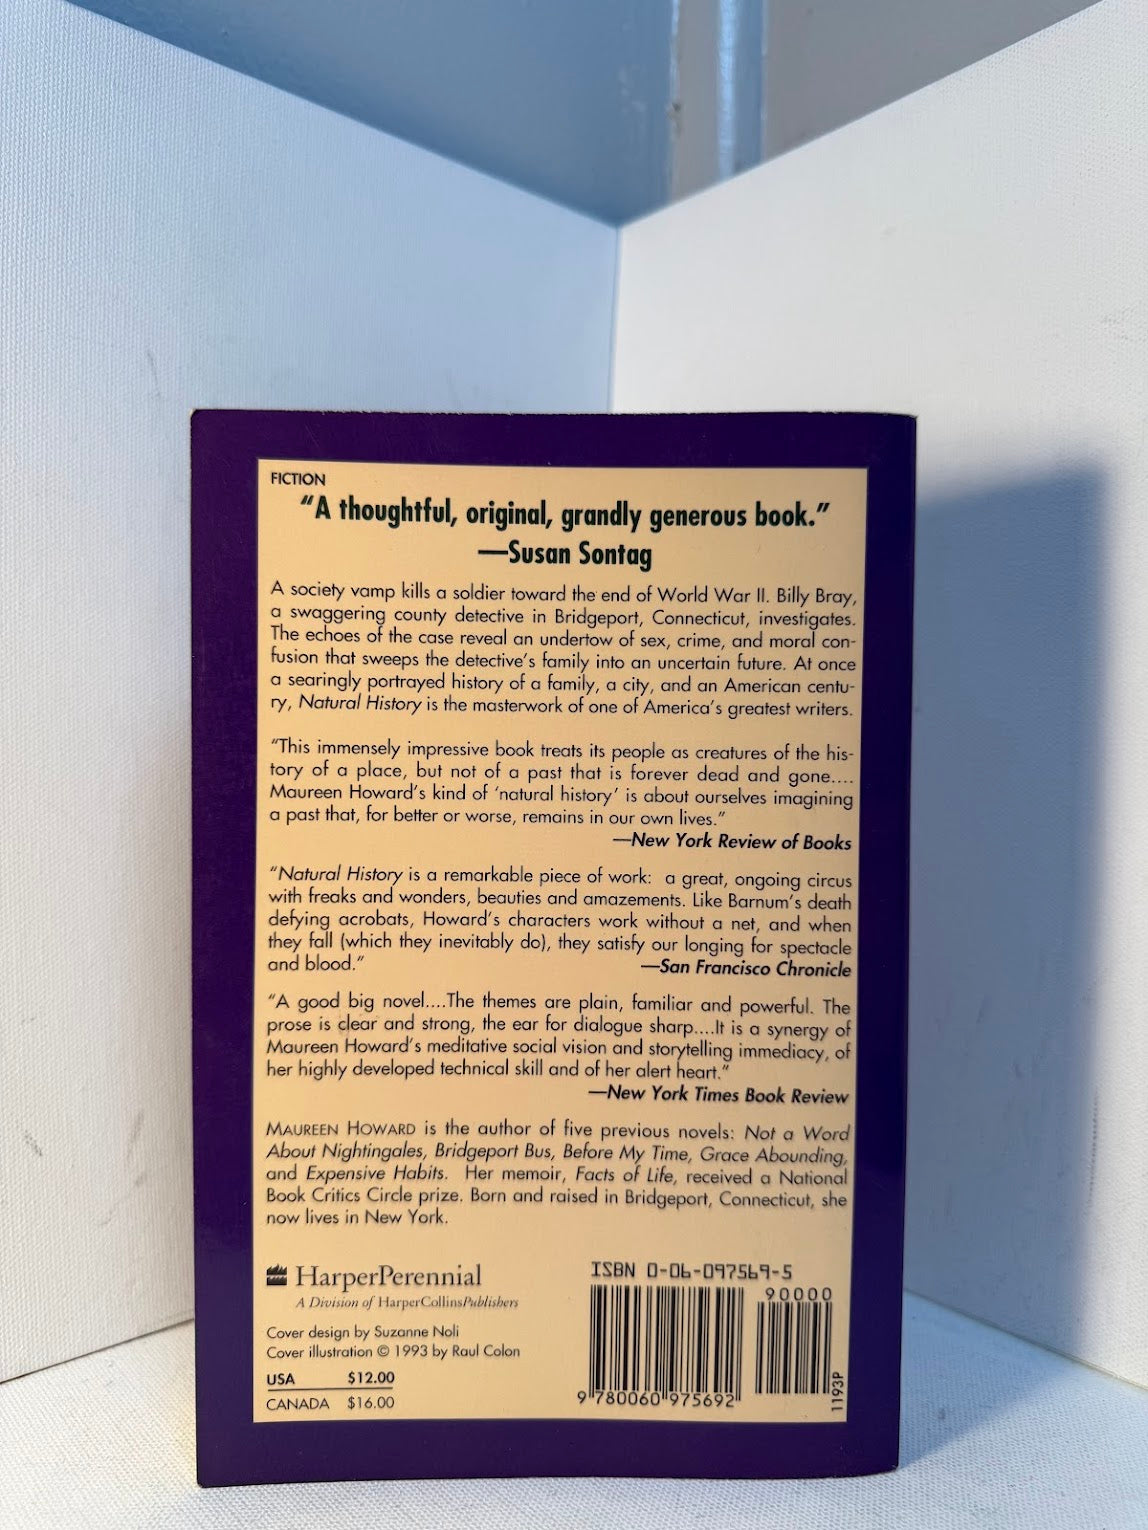 FICTION
“A thoughtful, original, grandly generous book.”
—Susan Sontag
A society vamp kills a soldier toward the end of World War II. Billy Bray,
a swaggering county detective in Bridgeport, Connecticut, investigates.
The echoes of the case reveal an undertow of sex, crime, and moral con-
fusion that sweeps the detective’s family into an uncertain future. At once
a searingly portrayed history of a family, a city, and an American centu-
ry, Natural History is the masterwork of one of America’s greatest writers.
“This immensely impressive book treats its people as creatures of the his-
tory of a place, but not of a past that is forever dead and gone....
Maureen Howard’s kind of ‘natural history’ is about ourselves imagining
a past that, for better or worse, remains in our own lives.”
—New York Review of Books
“Natural History is a remarkable piece of work: a great, ongoing circus
with freaks and wonders, beauties and amazements. Like Barnum’s death
defying acrobats, Howard’s characters work without a net, and when
they fall (which they inevitably do), they satisfy our longing for spectacle
and blood.” —San Francisco Chronicle
“A good big novel....The themes are plain, familiar and powerful. The
prose is clear and strong, the ear for dialogue sharp....It is a synergy of
Maureen Howard’s meditative social vision and storytelling immediacy, of
her highly developed technical skill and of her alert heart.”
—New York Times Book Review
MAUREEN HOWARD is the author of five previous novels: Not a Word
About Nightingales, Bridgeport Bus, Before My Time, Grace Abounding,
and Expensive Habits. Her memoir, Facts of Life, received a National
Book Critics Circle prize. Born and raised in Bridgeport, Connecticut, she
now lives in New York.
HarperPerennial
A Division of HarperCollinsPublishers
Cover design by Suzanne Noli
Cover illustration © 1993 by Raul Colon
USA $12.00
CANADA $16.00
ISBN 0-06-097569-5
90000
9 780060 975692
1193P